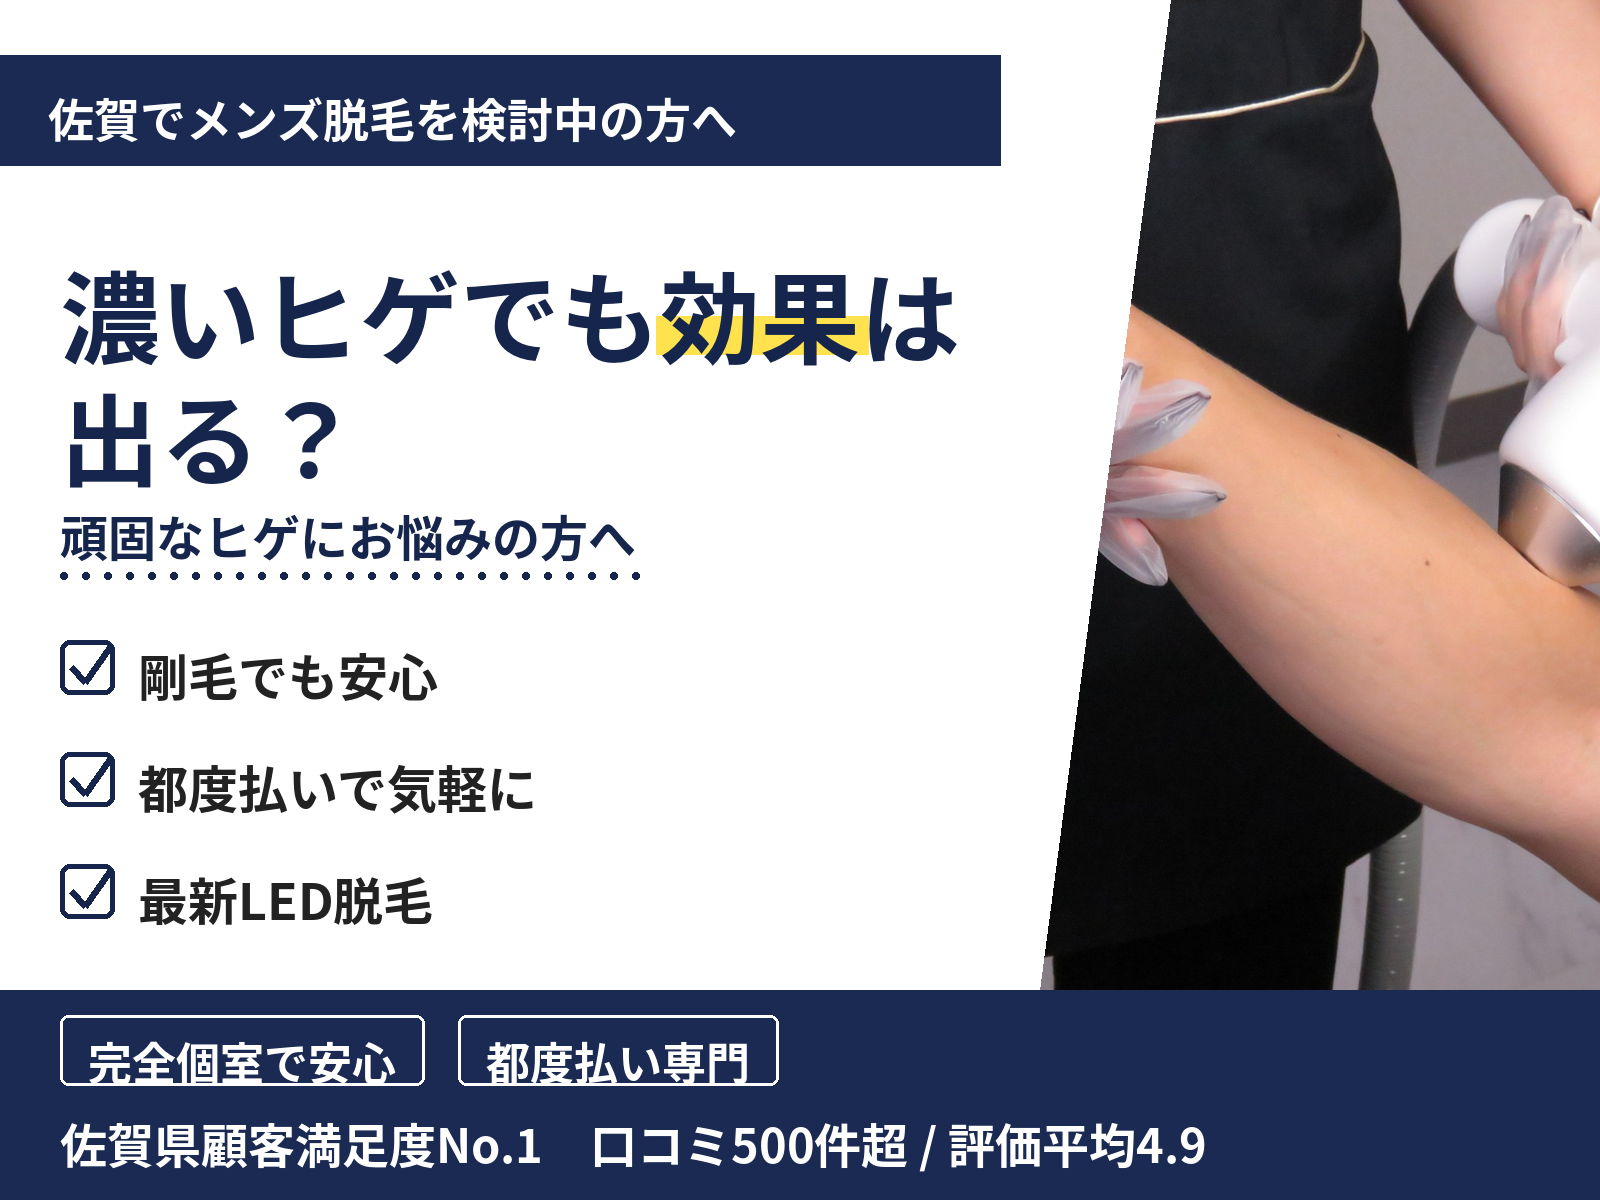 佐賀でメンズ脱毛を検討中の方へ
濃いヒゲでも効果は
出る？
頑固なヒゲにお悩みの方へ
剛毛でも安心
都度払いで気軽に
最新LED脱毛
完全個室で安心
都度払い専門
佐賀県顧客満足度No.1　口コミ500件超 / 評価平均4.9